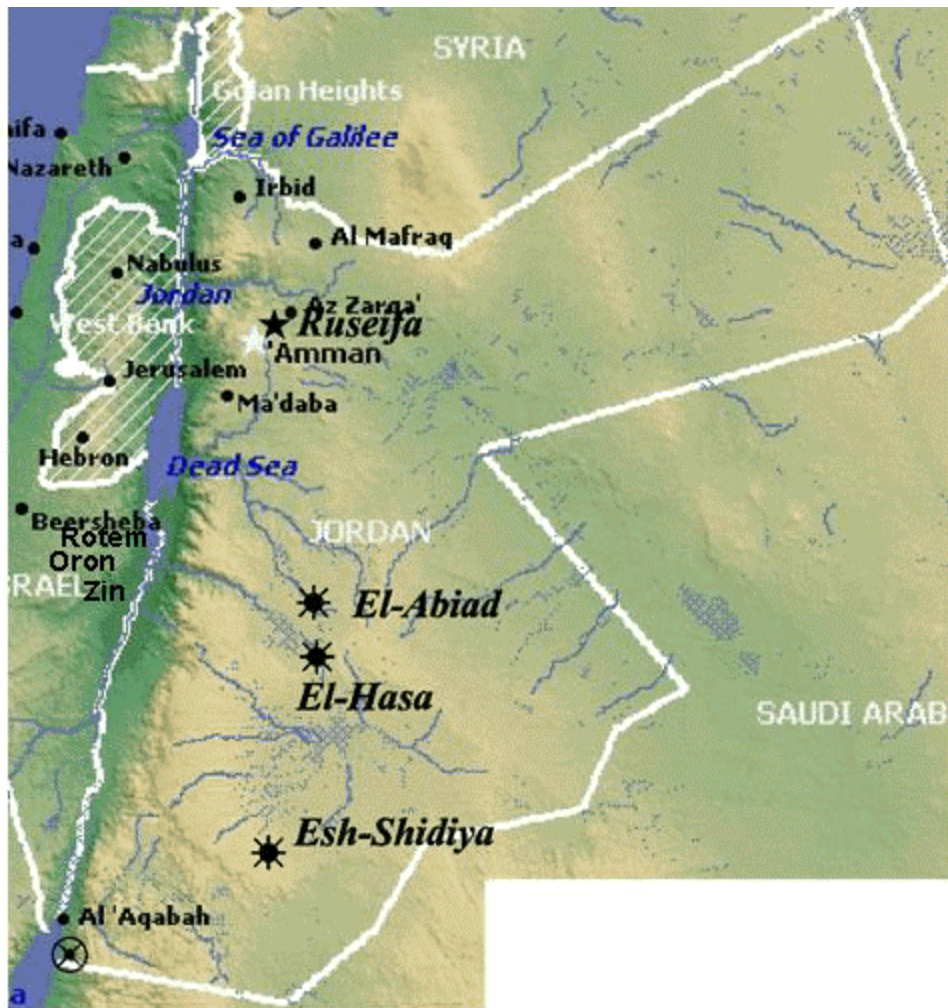 SYRIA
Golan Heights
Sea of Galilee
aifa
Nazareth
Irbid
a
Al Mafraq
Nabulus
Jordan
Az Zarqa'
West Bank
Ruseifa
'Amman
Jerusalem
Ma'daba
Hebron
Dead Sea
Beersheba
Rotem
JORDAN
Oron
SRAEL
Zin
El-Abiad
El-Hasa
SAUDI ARAB
Esh-Shidiya
Al 'Aqabah
a